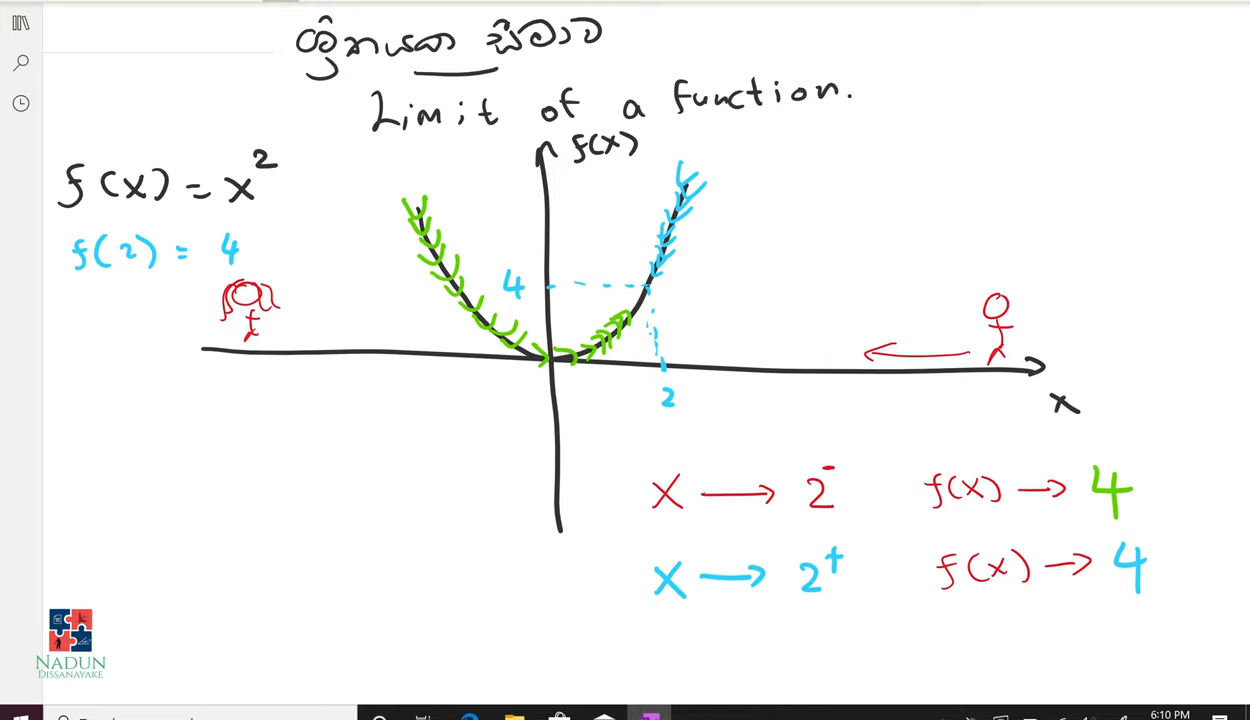 ශ්‍රිතයක සීමාව
Limit of a function.
f(x)
f(x) = x²
f(2) = 4
4
2
x
x → 2⁻ f(x) → 4
x → 2⁺ f(x) → 4
NADUN
DISSANAYAKE
6:10 PM